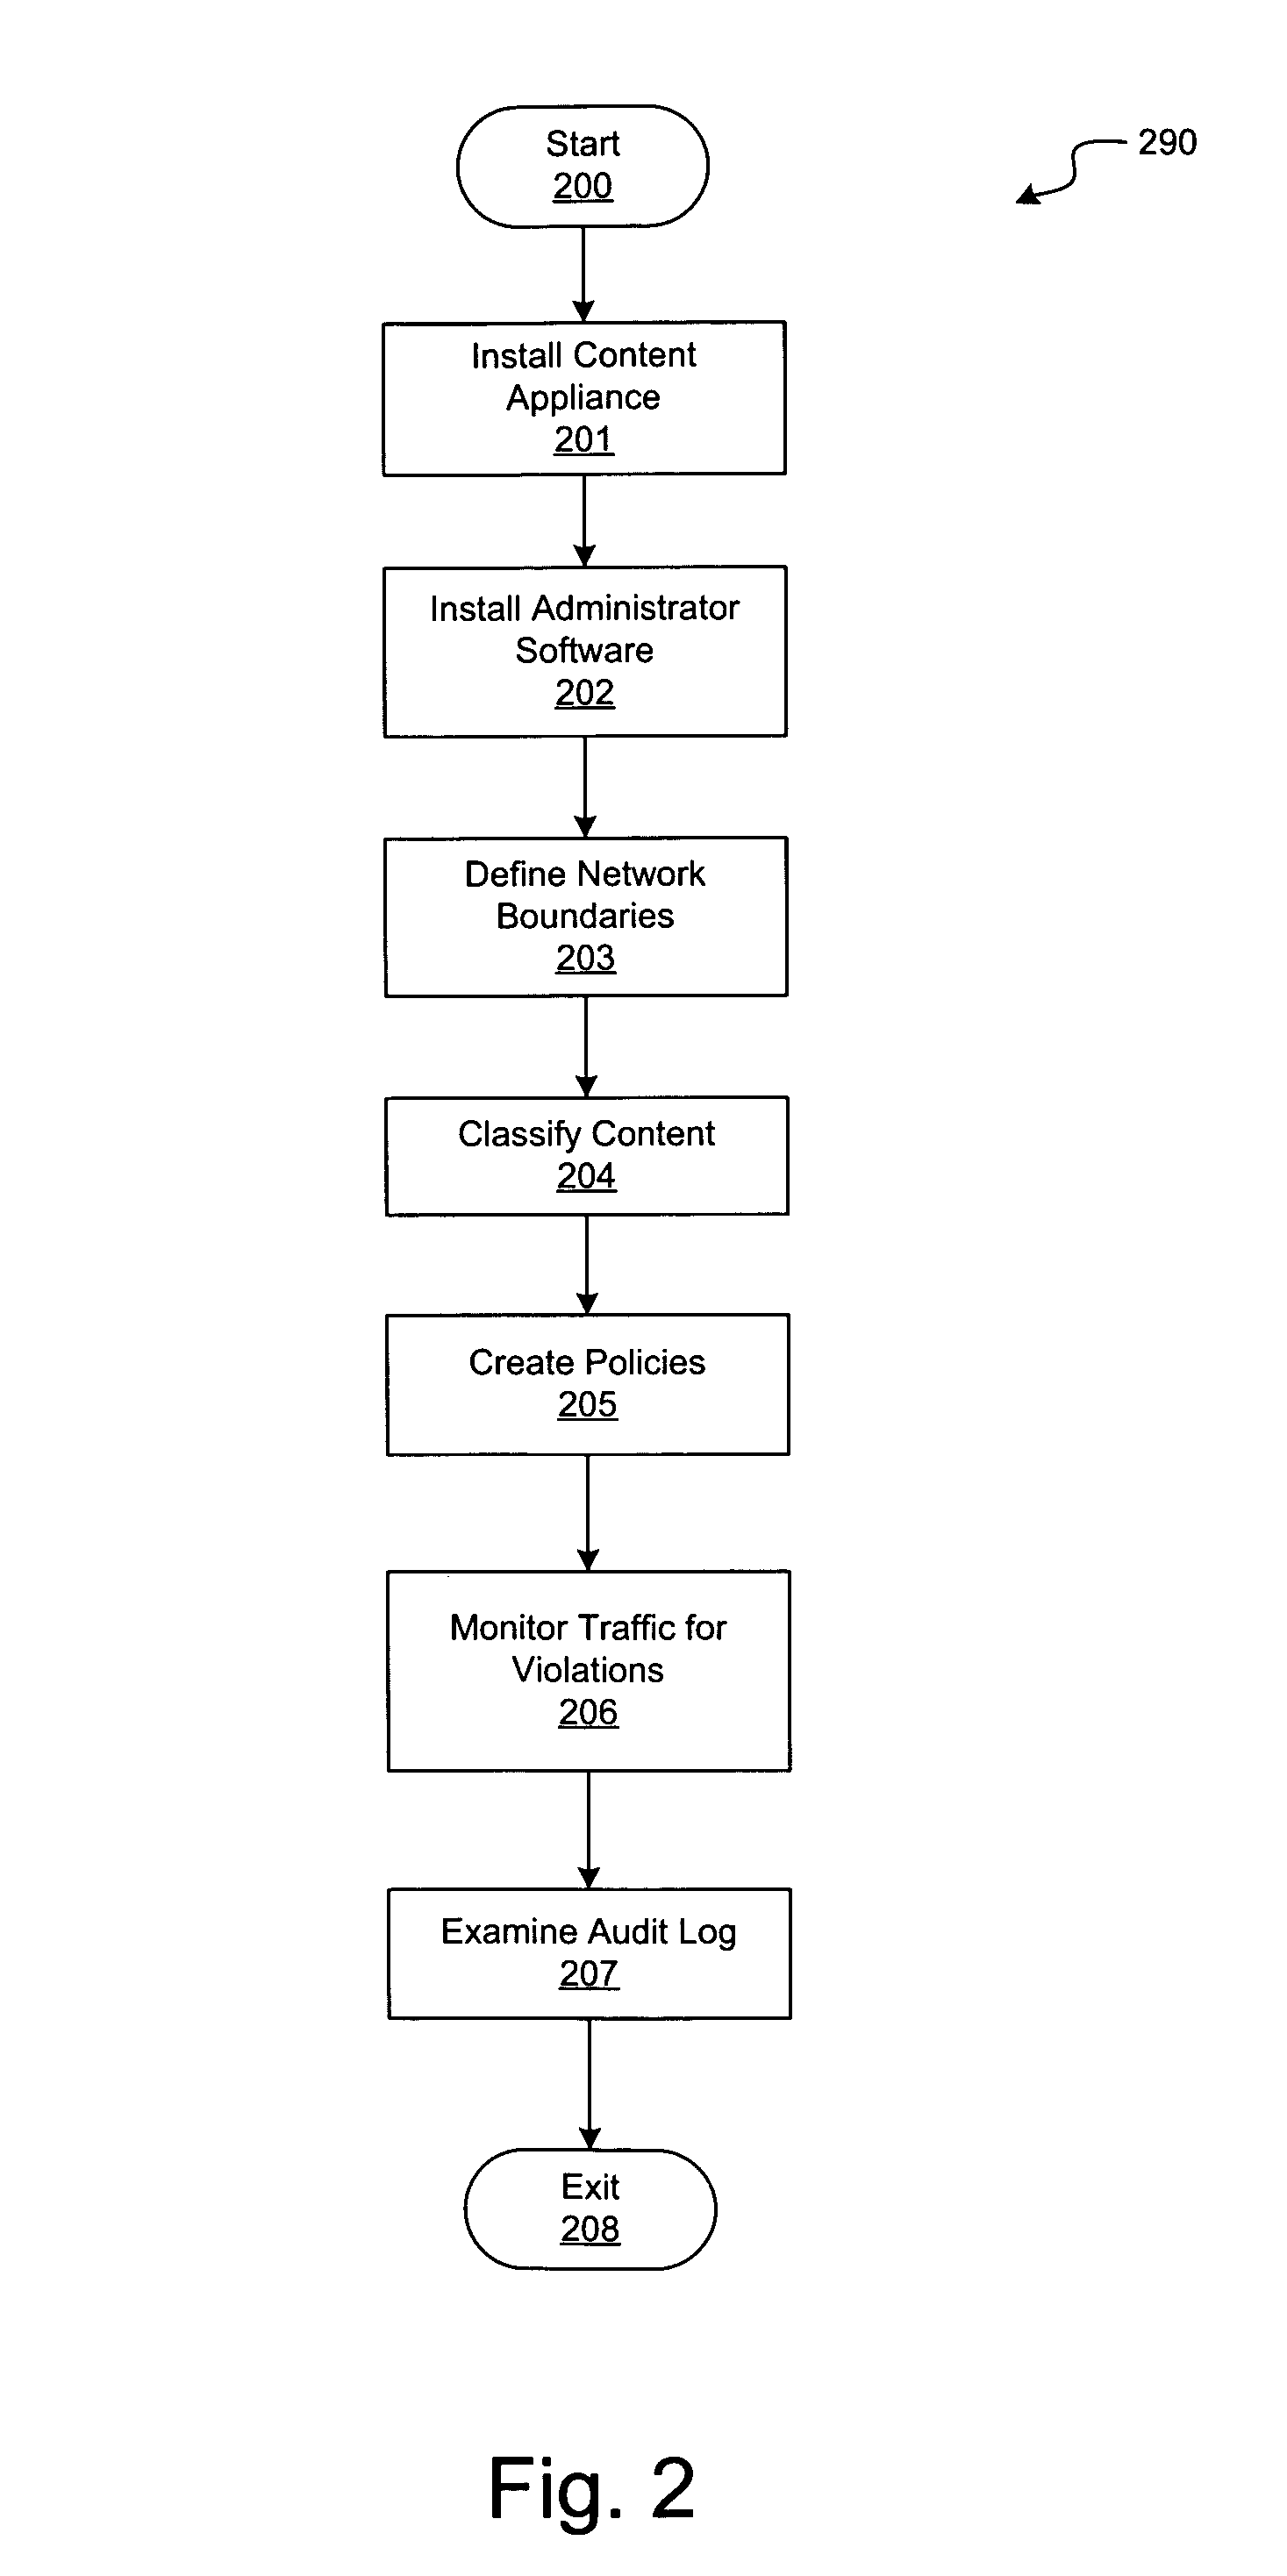 Start
200
290
Install Content
Appliance
201
Install Administrator
Software
202
Define Network
Boundaries
203
Classify Content
204
Create Policies
205
Monitor Traffic for
Violations
206
Examine Audit Log
207
Exit
208
Fig. 2